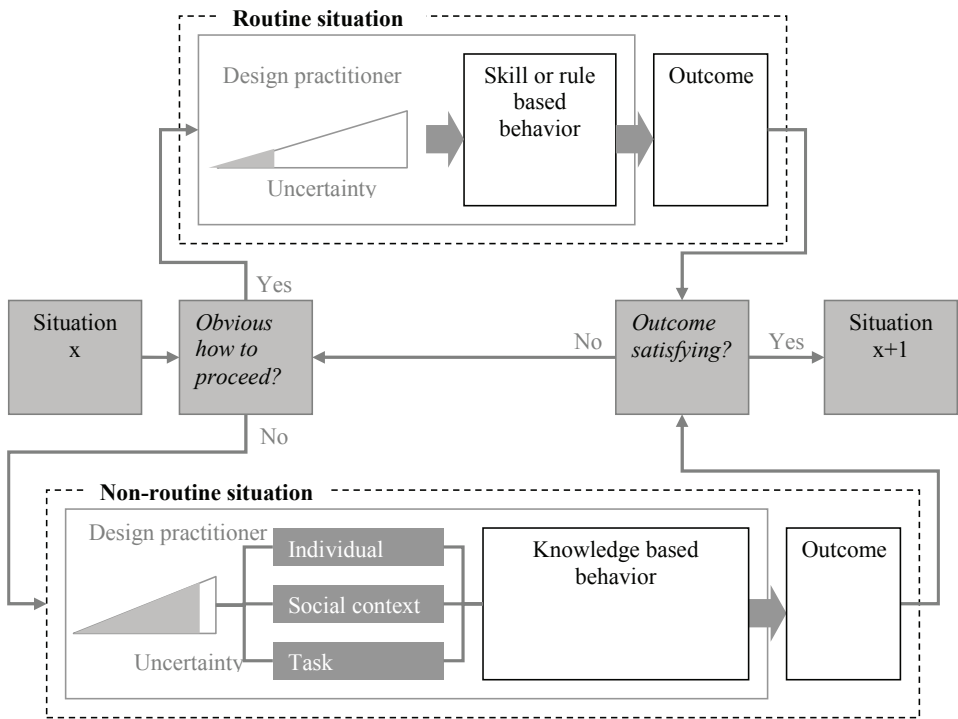 Routine situation
Design practitioner
Uncertainty
Skill or rule
based
behavior
Outcome
Yes
Situation
x
Obvious
how to
proceed?
No
Outcome
satisfying?
Yes
Situation
x+1
No
Non-routine situation
Design practitioner
Uncertainty
Individual
Social context
Task
Knowledge based
behavior
Outcome